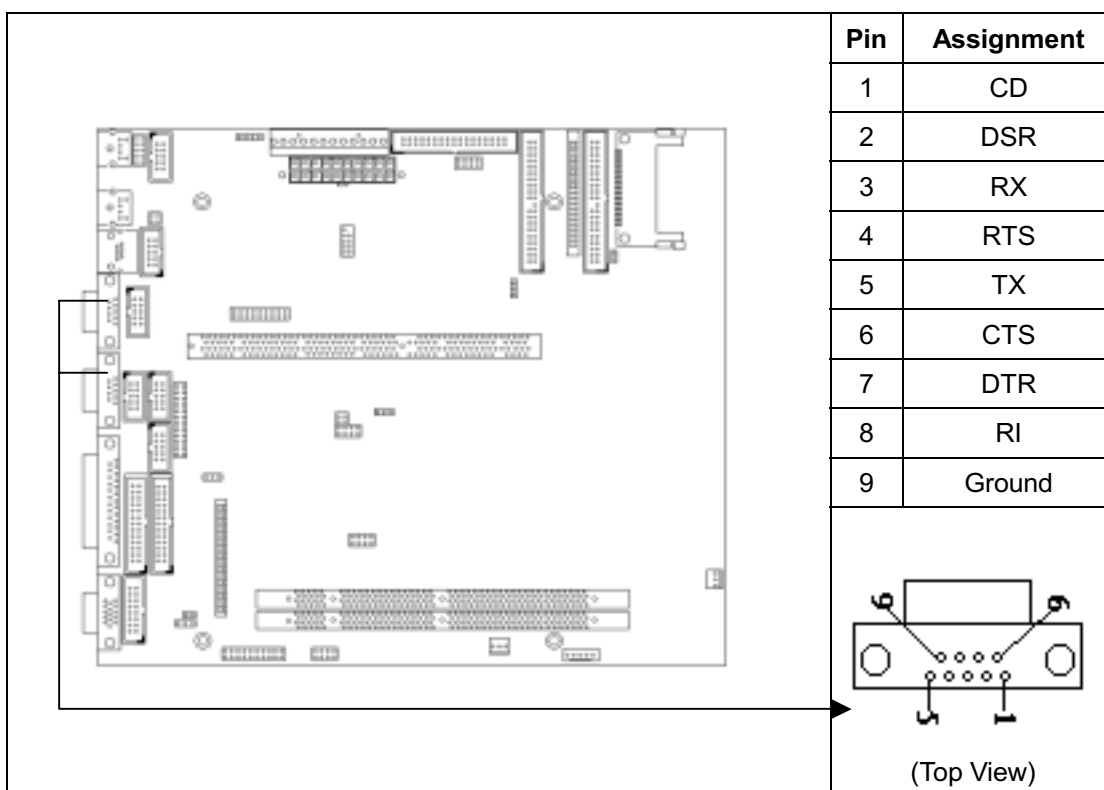 Pin Assignment
1 CD
2 DSR
3 RX
4 RTS
5 TX
6 CTS
7 DTR
8 RI
9 Ground
9 6
5 1
(Top View)